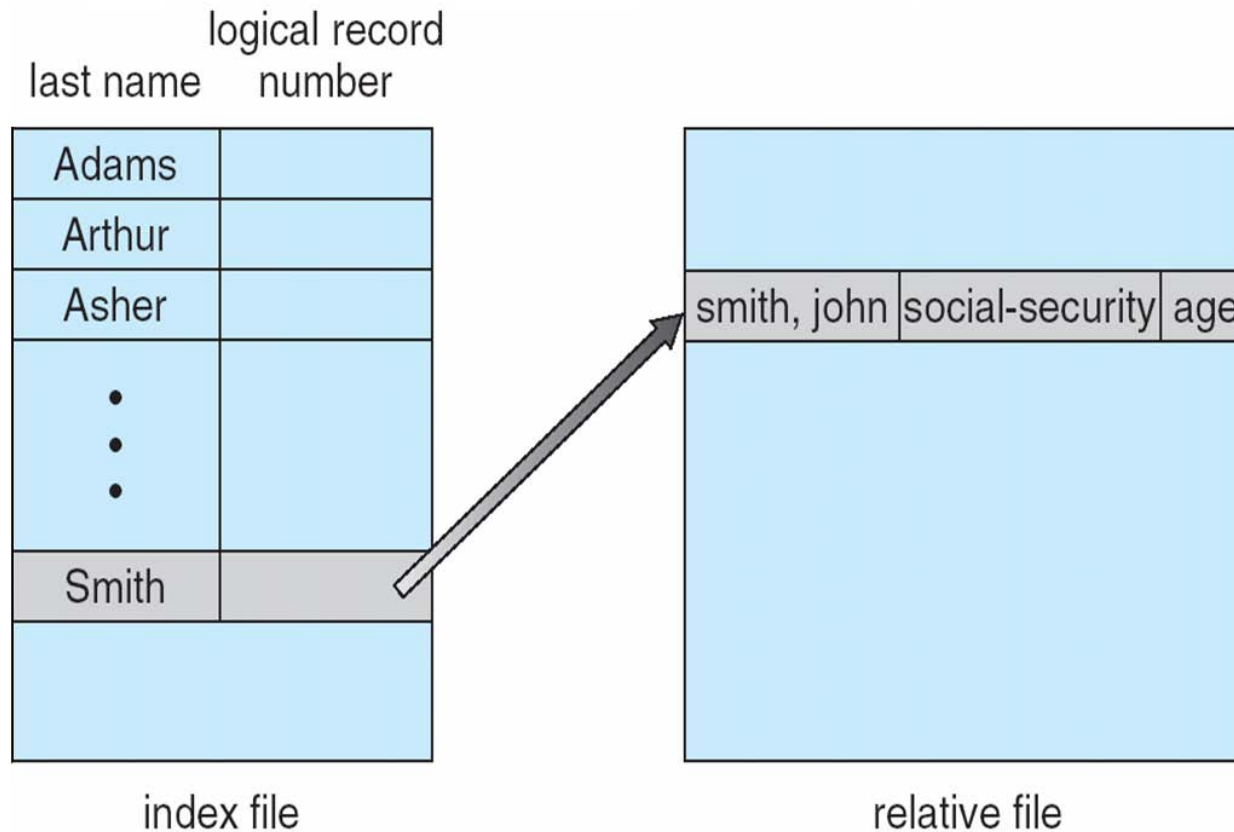 logical record
last name number
Adams
Arthur
Asher
Smith
smith, john social-security age
index file relative file